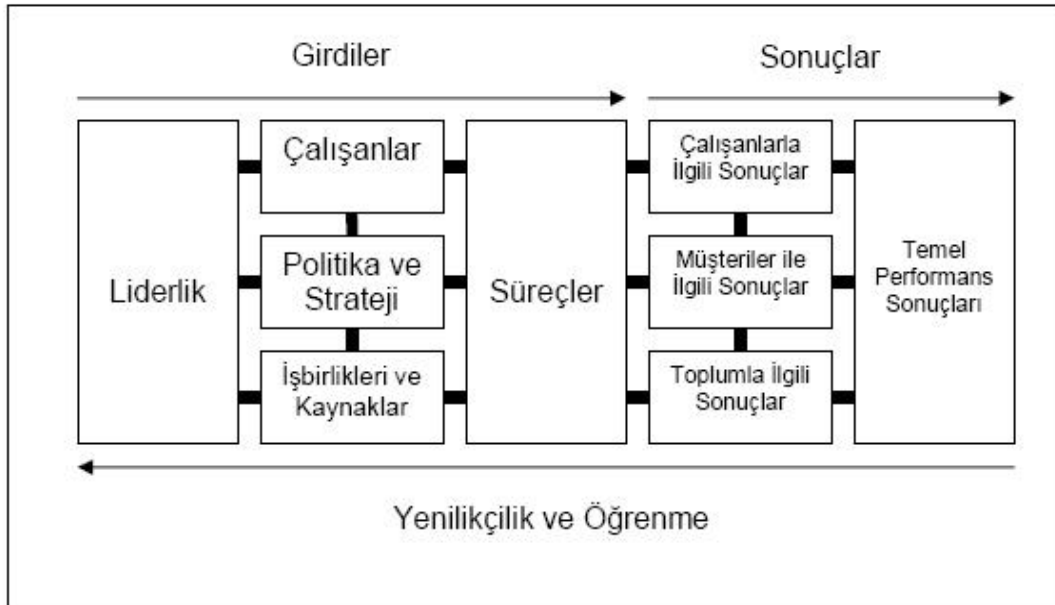 Girdiler
Sonuçlar
Liderlik
Çalışanlar
Politika ve
Strateji
İşbirlikleri ve
Kaynaklar
Süreçler
Çalışanlarla
İlgili Sonuçlar
Müşteriler ile
İlgili Sonuçlar
Toplumla İlgili
Sonuçlar
Temel
Performans
Sonuçları
Yenilikçilik ve Öğrenme